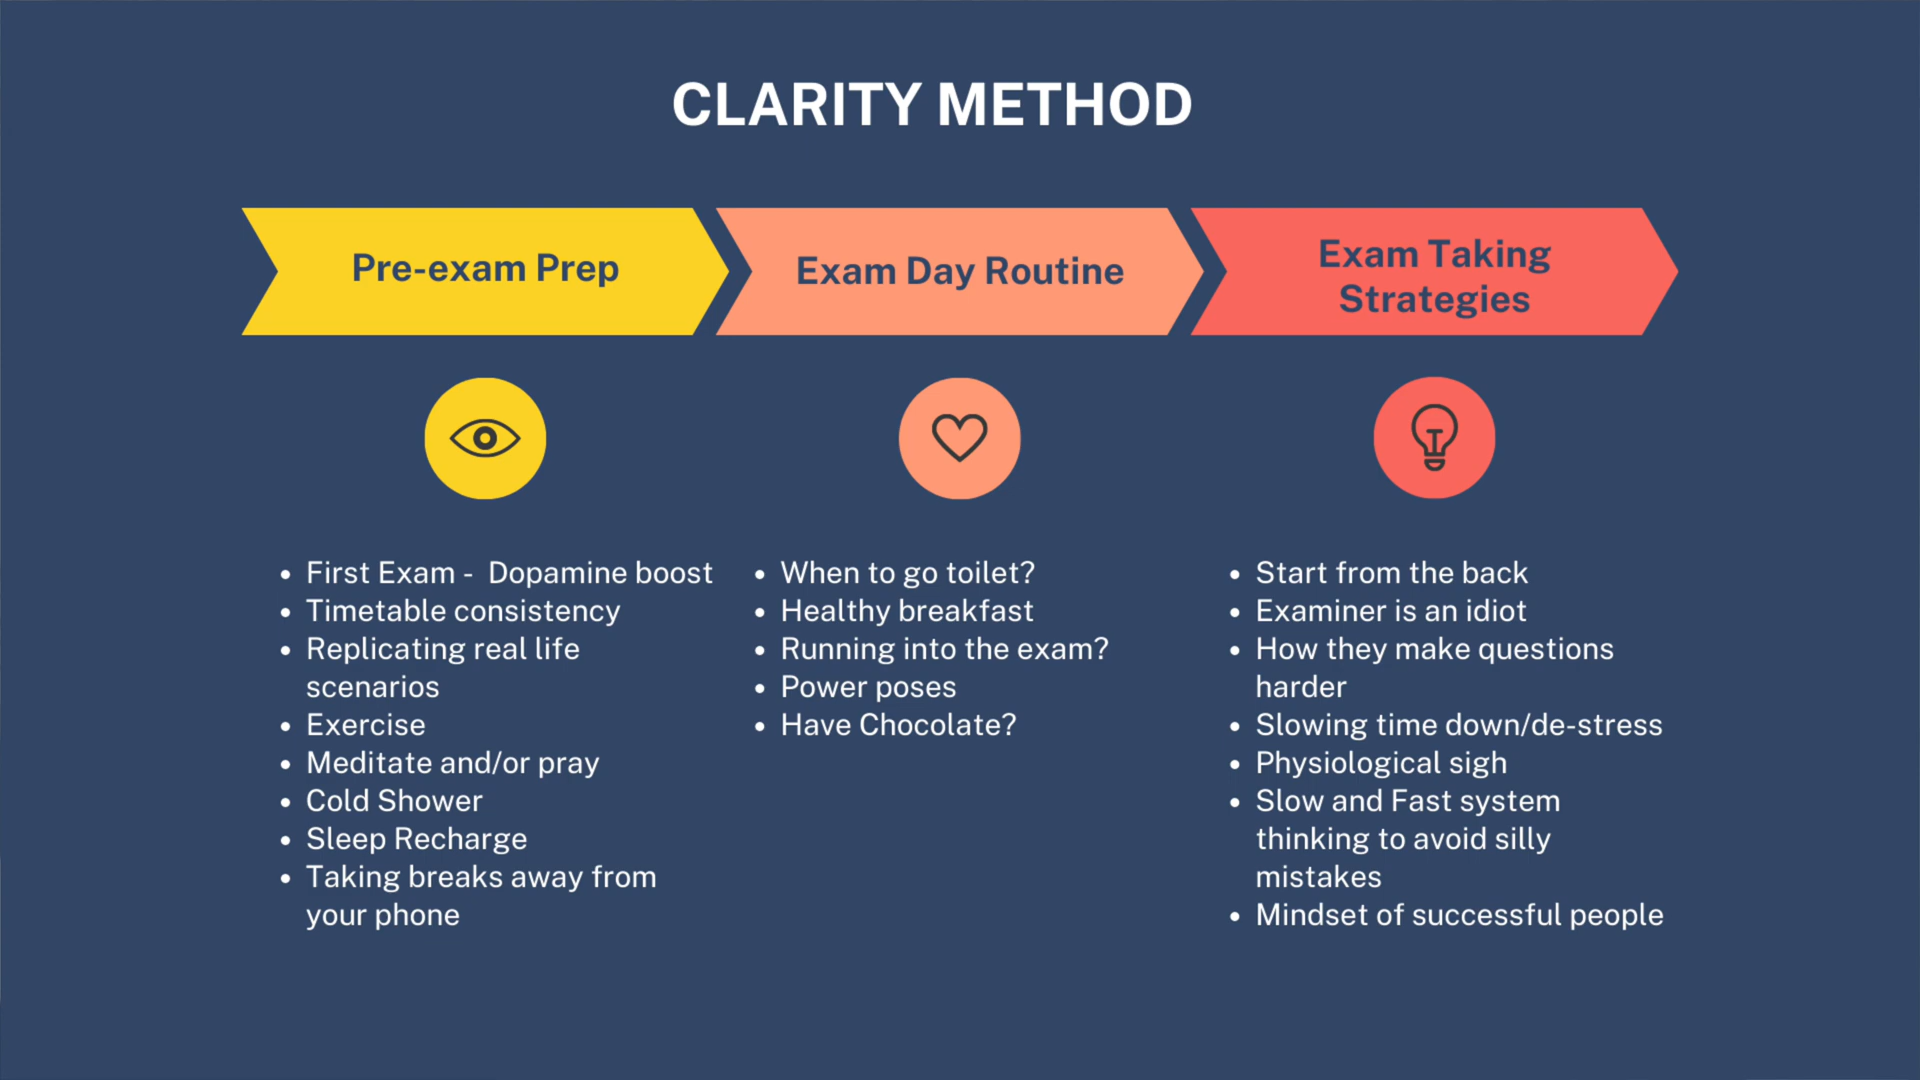 CLARITY METHOD
Pre-exam Prep
• First Exam -  Dopamine boost
• Timetable consistency
• Replicating real life
scenarios
• Exercise
• Meditate and/or pray
• Cold Shower
• Sleep Recharge
• Taking breaks away from
your phone
Exam Day Routine
• When to go toilet?
• Healthy breakfast
• Running into the exam?
• Power poses
• Have Chocolate?
Exam Taking
Strategies
• Start from the back
• Examiner is an idiot
• How they make questions
harder
• Slowing time down/de-stress
• Physiological sigh
• Slow and Fast system
thinking to avoid silly
mistakes
• Mindset of successful people